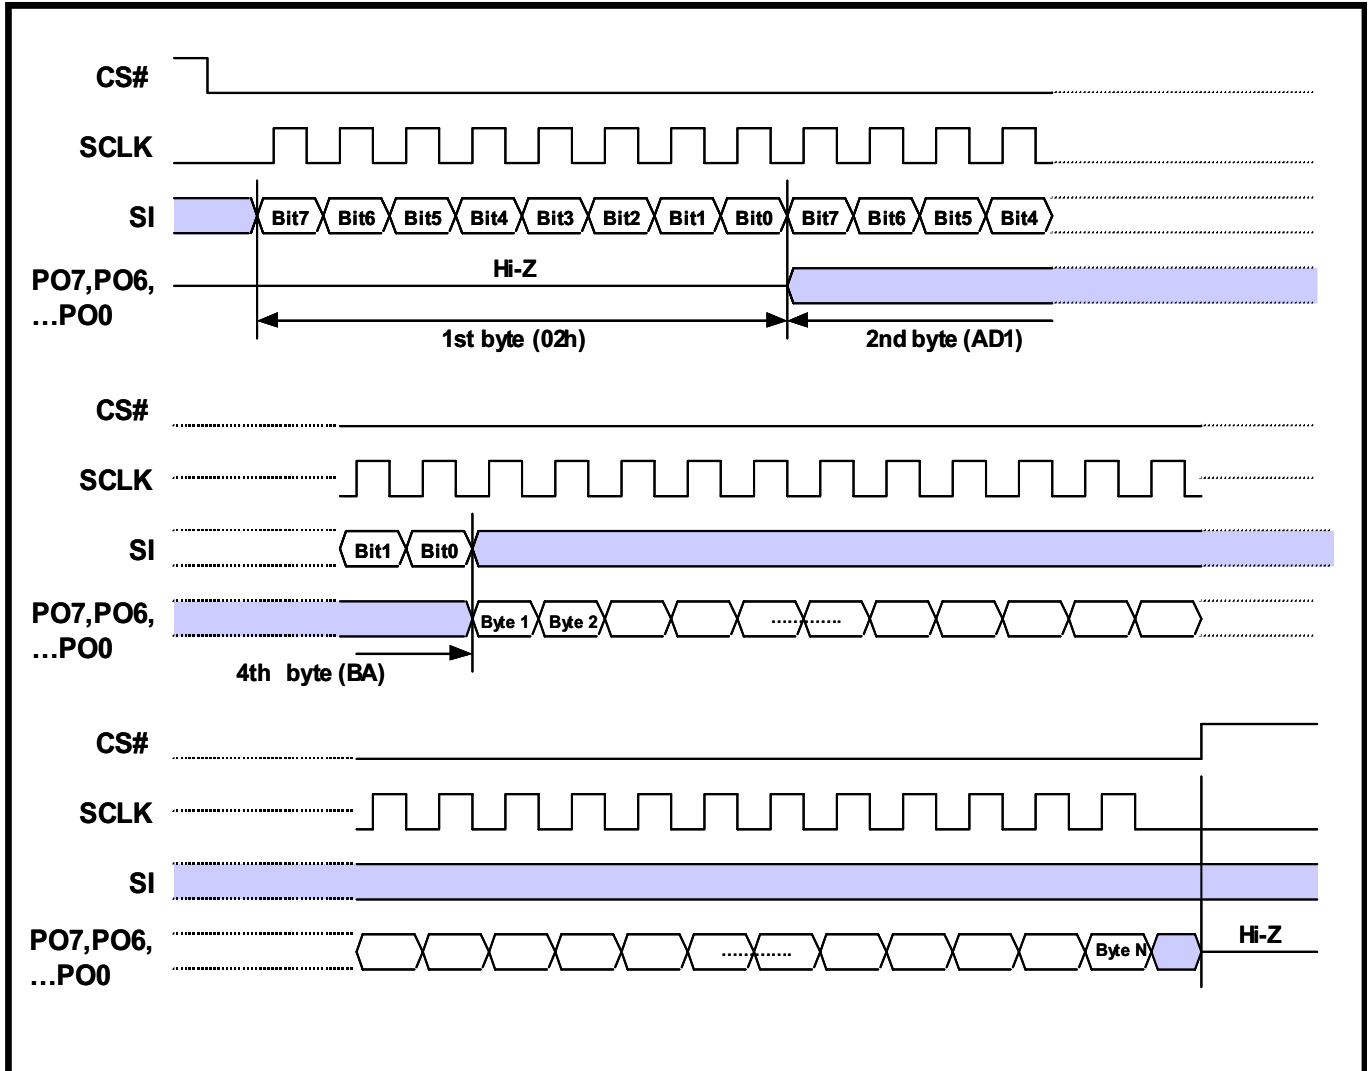 CS#
SCLK
SI Bit7 Bit6 Bit5 Bit4 Bit3 Bit2 Bit1 Bit0 Bit7 Bit6 Bit5 Bit4
Hi-Z
PO7,PO6,
...PO0
1st byte (02h) 2nd byte (AD1)
CS#
SCLK
SI Bit1 Bit0
PO7,PO6, Byte 1 Byte 2 ..............
...PO0
4th byte (BA)
CS#
SCLK
SI
PO7,PO6, Hi-Z
.............. Byte N
...PO0